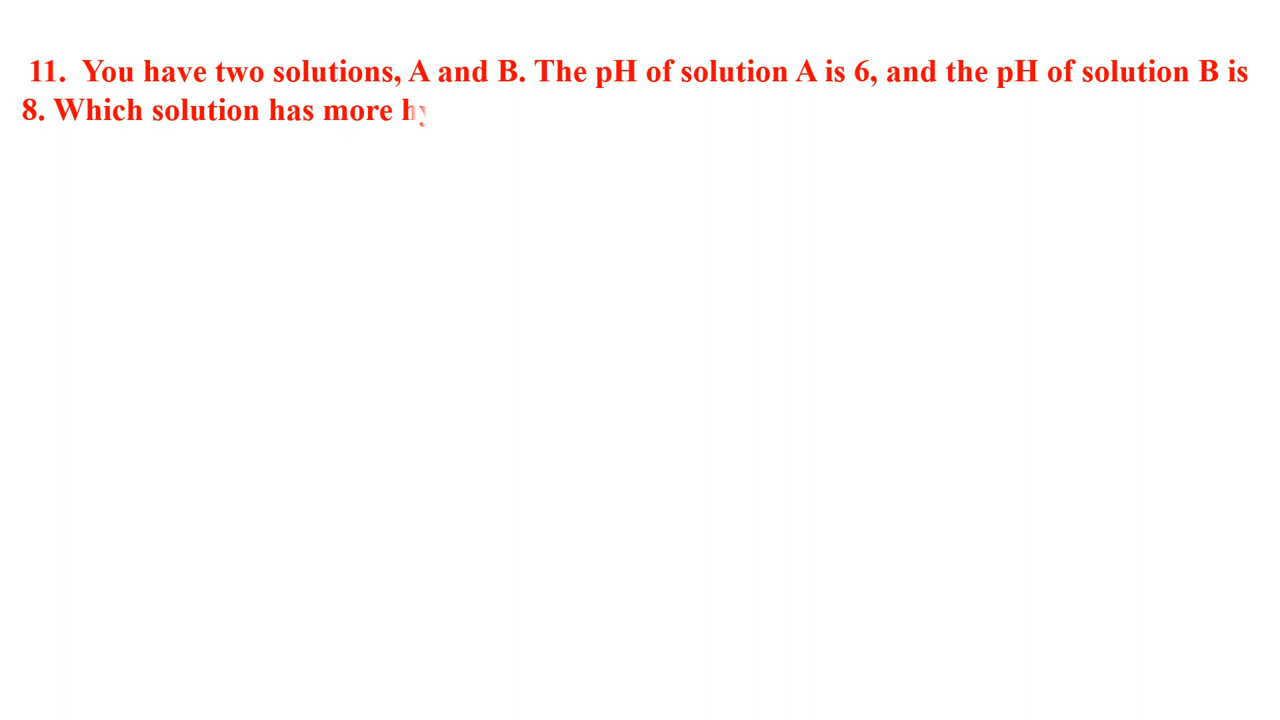 11. You have two solutions, A and B. The pH of solution A is 6, and the pH of solution B is
8. Which solution has more